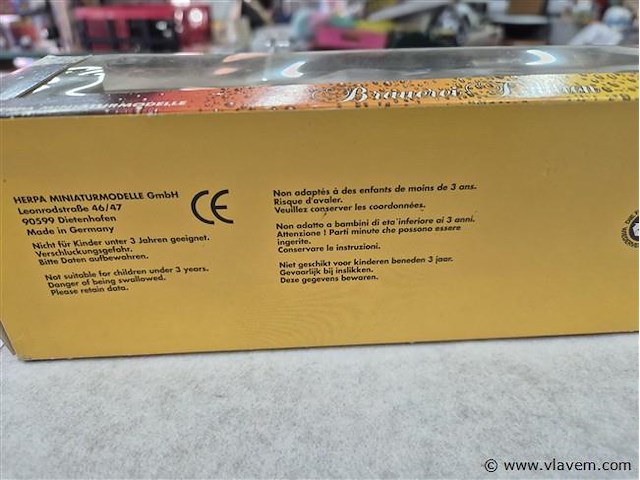 MINIATURMODELLE
Brauerei
HERPA MINIATURMODELLE GmbH
Leonrodstraße 46/47
90599 Dietenhofen
Made in Germany
Nicht für Kinder unter 3 Jahren geeignet.
Verschluckungsgefahr.
Bitte Daten aufbewahren.
Not suitable for children under 3 years.
Danger of being swallowed.
Please retain data.
CE
Non adaptés à des enfants de moins de 3 ans.
Risque d'avaler.
Veuillez conserver les coordonnées.
Non adatto a bambini di eta'inferiore ai 3 anni.
Attenzione ! Parti minute che possono essere
ingerite.
Conservare le instruzioni.
Niet geschikt voor kinderen beneden 3 jaar.
Gevaarlijk bij inslikken.
Deze gegevens bewaren.
© www.vlavem.com